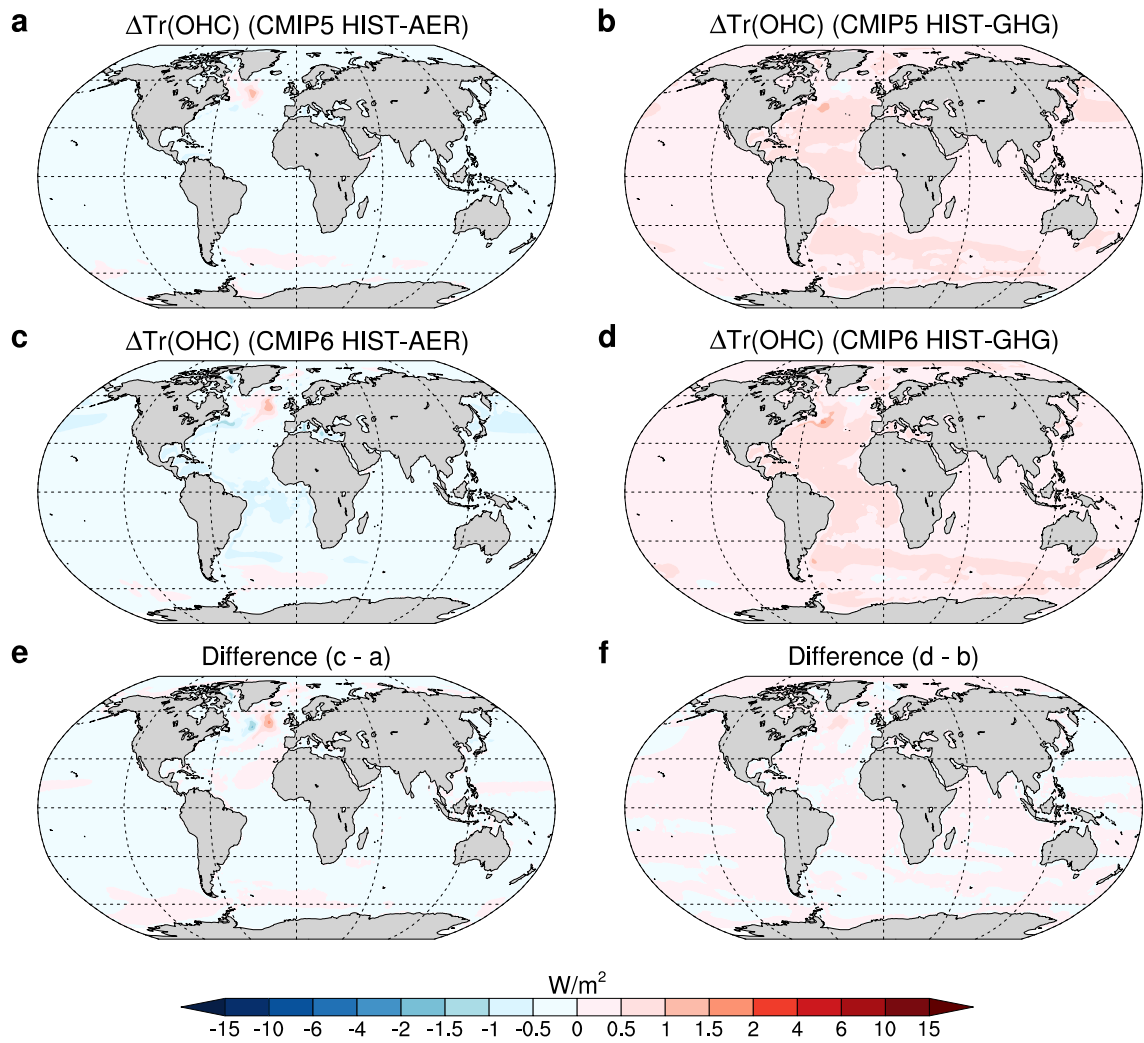 a ΔTr(OHC) (CMIP5 HIST-AER)
b ΔTr(OHC) (CMIP5 HIST-GHG)
c ΔTr(OHC) (CMIP6 HIST-AER)
d ΔTr(OHC) (CMIP6 HIST-GHG)
e Difference (c - a)
f Difference (d - b)
W/m²
-15 -10 -6 -4 -2 -1.5 -1 -0.5 0 0.5 1 1.5 2 4 6 10 15